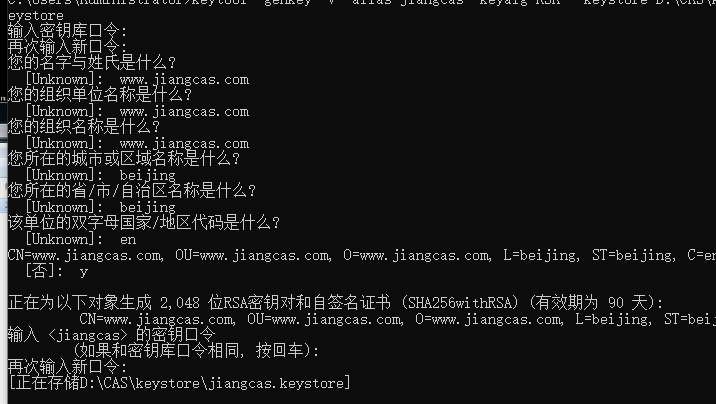 C:\Users\Administrator>keytool -genkey -v -alias jiangcas -keyalg RSA -keystore D:\CAS\k
eystore
输入密钥库口令:
再次输入新口令:
您的名字与姓氏是什么?
[Unknown]: www.jiangcas.com
您的组织单位名称是什么?
[Unknown]: www.jiangcas.com
您的组织名称是什么?
[Unknown]: www.jiangcas.com
您所在的城市或区域名称是什么?
[Unknown]: beijing
您所在的省/市/自治区名称是什么?
[Unknown]: beijing
该单位的双字母国家/地区代码是什么?
[Unknown]: en
CN=www.jiangcas.com, OU=www.jiangcas.com, O=www.jiangcas.com, L=beijing, ST=beijing, C=en
[否]: y
正在为以下对象生成 2,048 位RSA密钥对和自签名证书 (SHA256withRSA) (有效期为 90 天):
CN=www.jiangcas.com, OU=www.jiangcas.com, O=www.jiangcas.com, L=beijing, ST=beij
输入 <jiangcas> 的密钥口令
(如果和密钥库口令相同, 按回车):
再次输入新口令:
[正在存储D:\CAS\keystore\jiangcas.keystore]